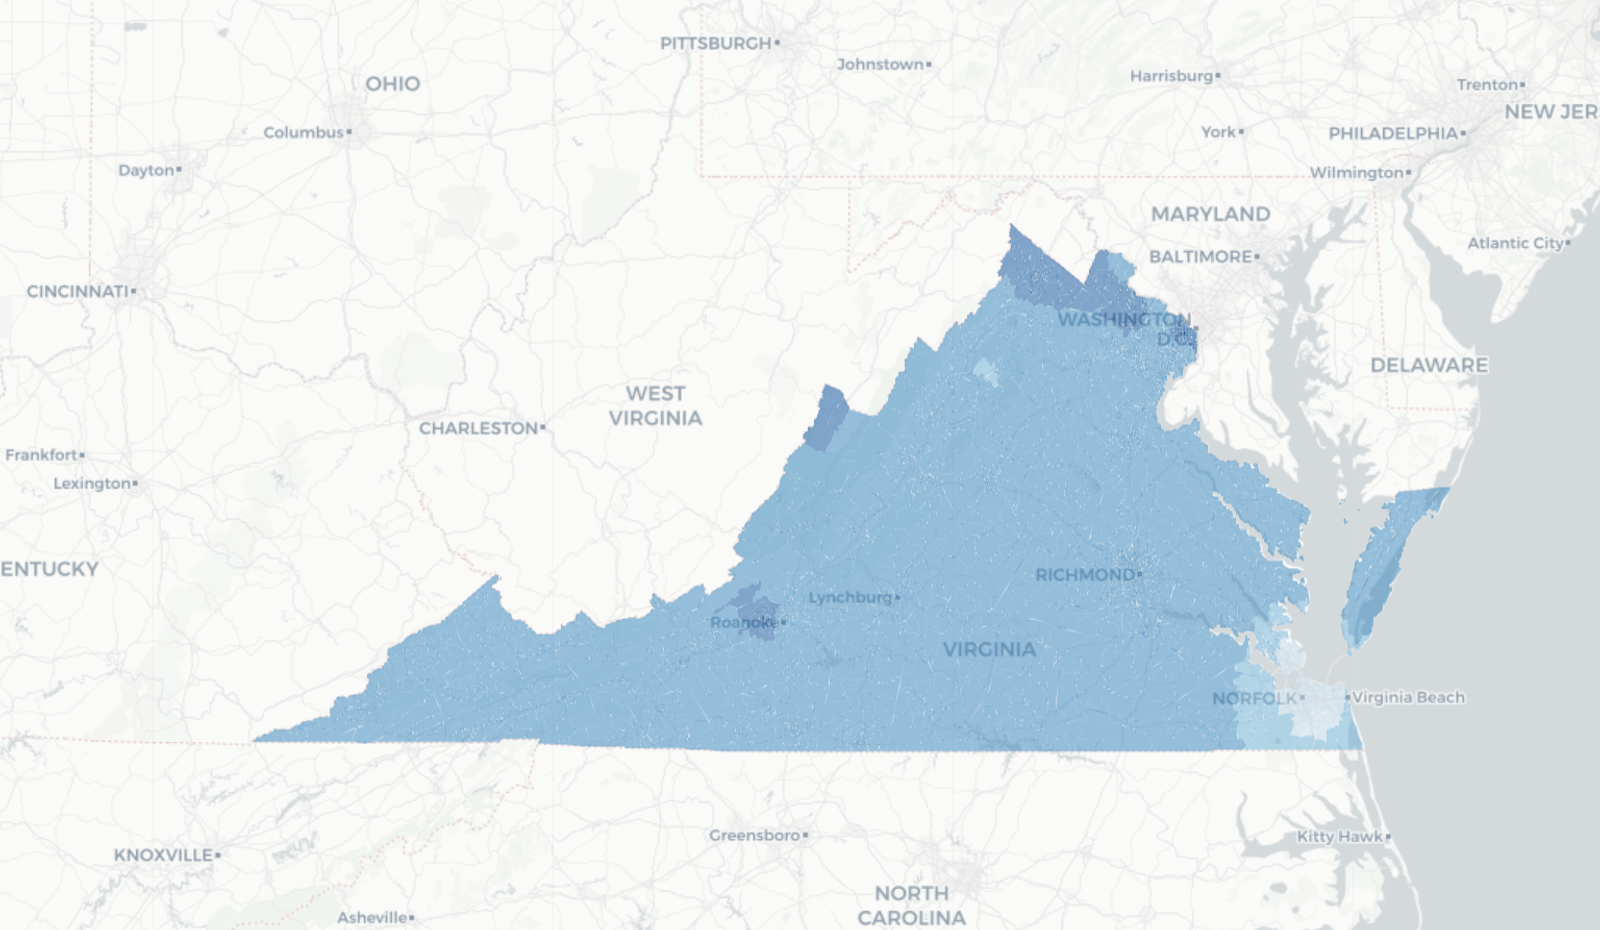 PITTSBURGH
Johnstown
Harrisburg
Trenton
OHIO
NEW JER
Columbus
York
PHILADELPHIA
Dayton
Wilmington
MARYLAND
Atlantic City
BALTIMORE
CINCINNATI
WASHINGTON
D.C.
DELAWARE
WEST
VIRGINIA
CHARLESTON
Frankfort
Lexington
ENTUCKY
RICHMOND
Lynchburg
Roanoke
VIRGINIA
NORFOLK
Virginia Beach
Greensboro
Kitty Hawk
KNOXVILLE
NORTH
CAROLINA
Asheville